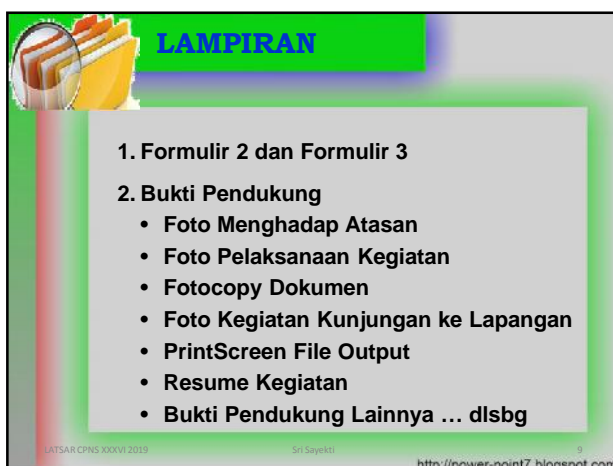 LAMPIRAN
1. Formulir 2 dan Formulir 3
2. Bukti Pendukung
• Foto Menghadap Atasan
• Foto Pelaksanaan Kegiatan
• Fotocopy Dokumen
• Foto Kegiatan Kunjungan ke Lapangan
• PrintScreen File Output
• Resume Kegiatan
• Bukti Pendukung Lainnya … dlsbg
LATSAR CPNS XXXVI 2019 Sri Sayekti 9
http://power-point7.blogspot.com